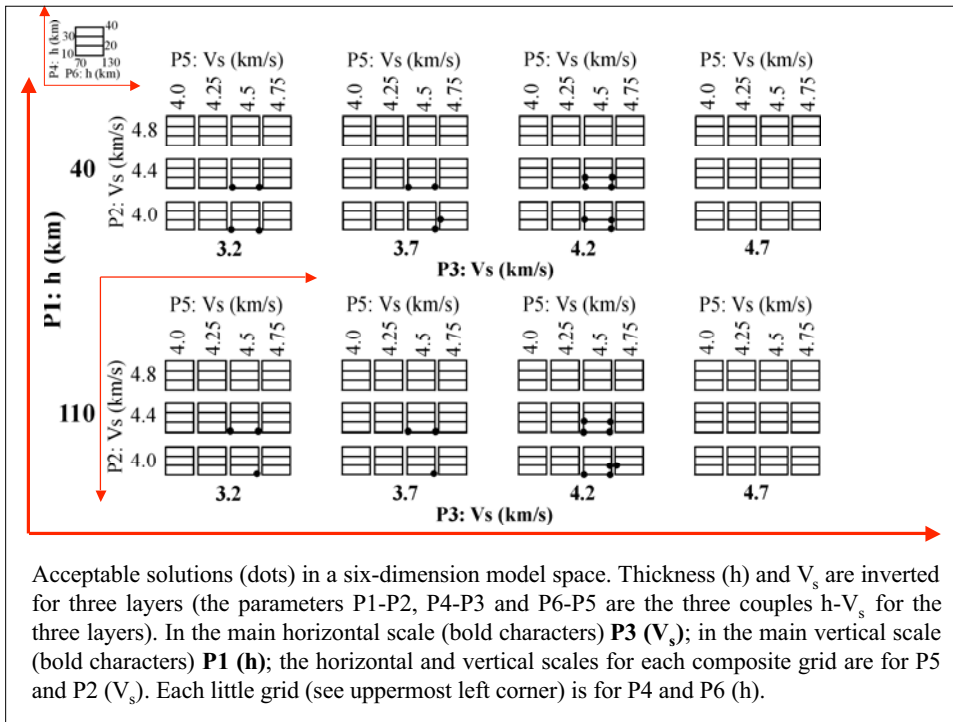 P4: h (km)
30
10
40
20
70 130
P6: h (km)
P5: Vs (km/s) P5: Vs (km/s) P5: Vs (km/s) P5: Vs (km/s)
4.0 4.25 4.5 4.75 4.0 4.25 4.5 4.75 4.0 4.25 4.5 4.75 4.0 4.25 4.5 4.75
P1: h (km)
40
P2: Vs (km/s)
4.8
4.4
4.0
3.2 3.7 4.2 4.7
P3: Vs (km/s)
P5: Vs (km/s) P5: Vs (km/s) P5: Vs (km/s) P5: Vs (km/s)
4.0 4.25 4.5 4.75 4.0 4.25 4.5 4.75 4.0 4.25 4.5 4.75 4.0 4.25 4.5 4.75
110
P2: Vs (km/s)
4.8
4.4
4.0
3.2 3.7 4.2 4.7
P3: Vs (km/s)
Acceptable solutions (dots) in a six-dimension model space. Thickness (h) and Vs are inverted
for three layers (the parameters P1-P2, P4-P3 and P6-P5 are the three couples h-Vs for the
three layers). In the main horizontal scale (bold characters) P3 (Vs); in the main vertical scale
(bold characters) P1 (h); the horizontal and vertical scales for each composite grid are for P5
and P2 (Vs). Each little grid (see uppermost left corner) is for P4 and P6 (h).